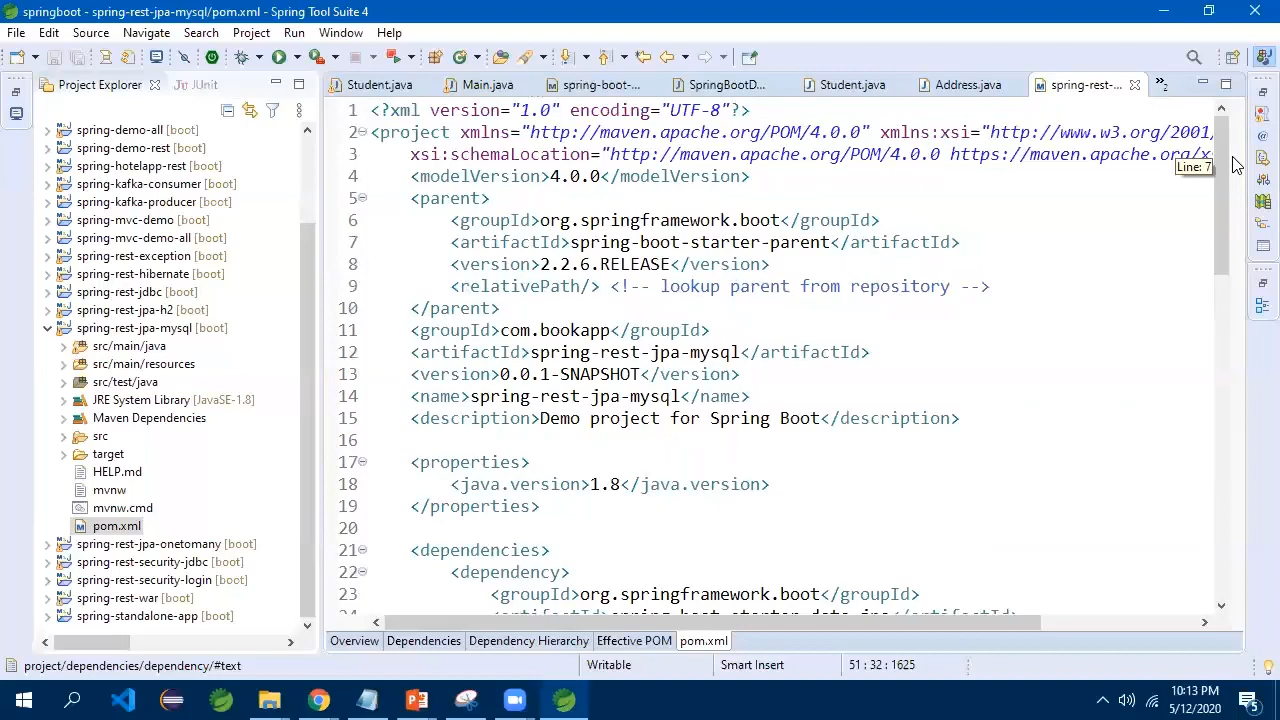 springboot - spring-rest-jpa-mysql/pom.xml - Spring Tool Suite 4
File Edit Source Navigate Search Project Run Window Help
Project Explorer JUnit
Student.java Main.java spring-boot-... SpringBootD... Student.java Address.java spring-rest-... 2
spring-demo-all [boot]
spring-demo-rest [boot]
spring-hotelapp-rest [boot]
spring-kafka-consumer [boot]
spring-kafka-producer [boot]
spring-mvc-demo [boot]
spring-mvc-demo-all [boot]
spring-rest-exception [boot]
spring-rest-hibernate [boot]
spring-rest-jdbc [boot]
spring-rest-jpa-h2 [boot]
spring-rest-jpa-mysql [boot]
src/main/java
src/main/resources
src/test/java
JRE System Library [JavaSE-1.8]
Maven Dependencies
src
target
HELP.md
mvnw
mvnw.cmd
pom.xml
spring-rest-jpa-onetomany [boot]
spring-rest-security-jdbc [boot]
spring-rest-security-login [boot]
spring-rest-war [boot]
spring-standalone-app [boot]
1 <?xml version="1.0" encoding="UTF-8"?>
2 <project xmlns="http://maven.apache.org/POM/4.0.0" xmlns:xsi="http://www.w3.org/2001/
3 xsi:schemaLocation="http://maven.apache.org/POM/4.0.0 https://maven.apache.org/xs
Line: 7
4 <modelVersion>4.0.0</modelVersion>
5 <parent>
6 <groupId>org.springframework.boot</groupId>
7 <artifactId>spring-boot-starter-parent</artifactId>
8 <version>2.2.6.RELEASE</version>
9 <relativePath/> <!-- lookup parent from repository -->
10 </parent>
11 <groupId>com.bookapp</groupId>
12 <artifactId>spring-rest-jpa-mysql</artifactId>
13 <version>0.0.1-SNAPSHOT</version>
14 <name>spring-rest-jpa-mysql</name>
15 <description>Demo project for Spring Boot</description>
16
17 <properties>
18 <java.version>1.8</java.version>
19 </properties>
20
21 <dependencies>
22 <dependency>
23 <groupId>org.springframework.boot</groupId>
24 <artifactId>spring-boot-starter-data-jpa</artifactId>
Overview Dependencies Dependency Hierarchy Effective POM pom.xml
project/dependencies/dependency/#text Writable Smart Insert 51 : 32 : 1625
10:13 PM
5/12/2020
5